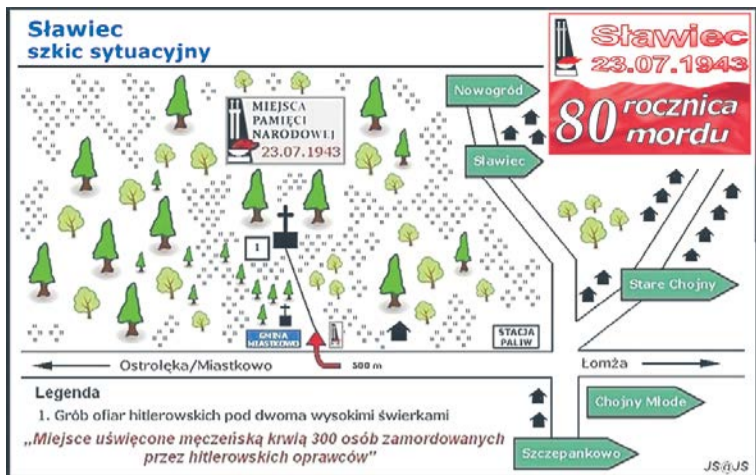 Sławiec
szkic sytuacyjny
Sławiec
23.07.1943
80 rocznica
mordu
MIEJSCA
PAMIĘCI
NARODOWEJ
23.07.1943
Nowogród
Sławiec
1
Stare Chojny
GMINA
MIASTKOWO
STACJA
PALIW
Ostrolęka/Miastkowo
500 m
Łomża
Legenda
1. Grób ofiar hitlerowskich pod dwoma wysokimi świerkami
„Miejsce uświęcone męczeńską krwią 300 osób zamordowanych
przez hitlerowskich oprawców"
Chojny Młode
Szczepankowo
JS@JS